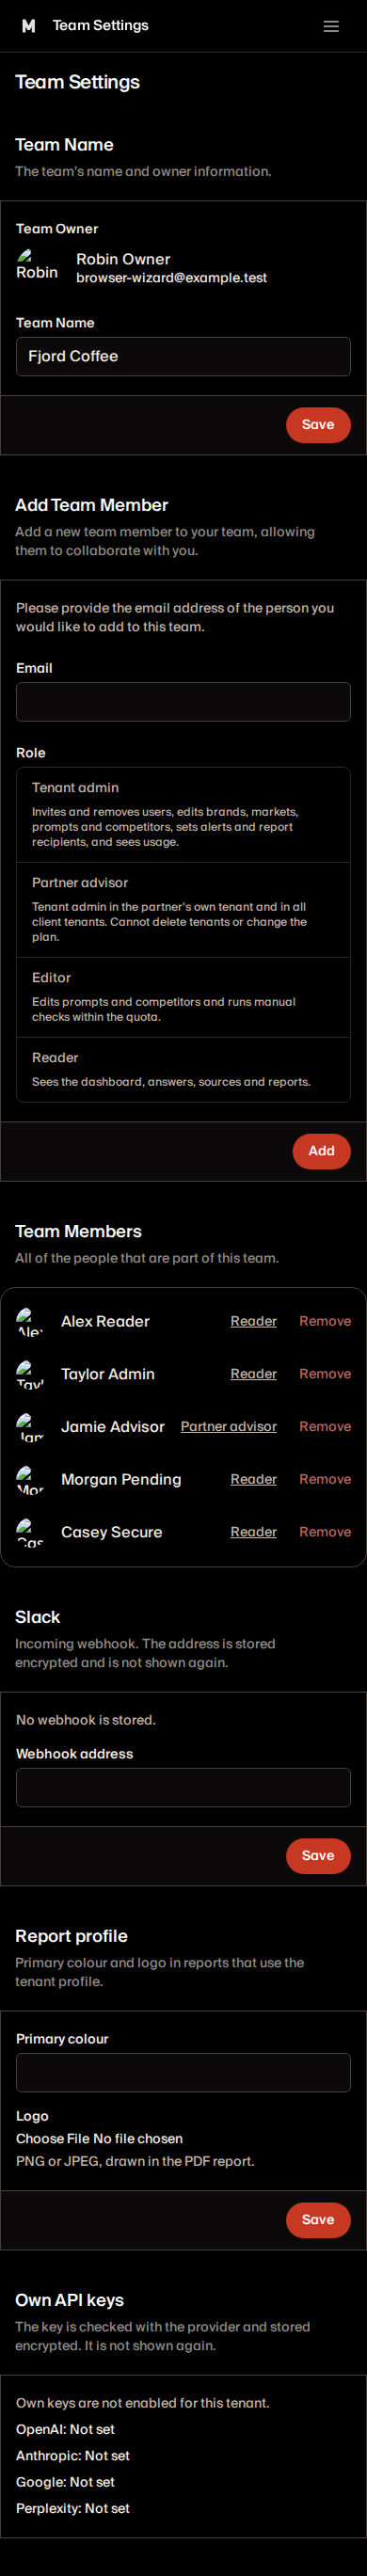 M Team Settings
Team Settings
Team Name
The team's name and owner information.
Team Owner
Robin
Robin Owner
browser-wizard@example.test
Team Name
Fjord Coffee
Save
Add Team Member
Add a new team member to your team, allowing
them to collaborate with you.
Please provide the email address of the person you
would like to add to this team.
Email
Role
Tenant admin
Invites and removes users, edits brands, markets,
prompts and competitors, sets alerts and report
recipients, and sees usage.
Partner advisor
Tenant admin in the partner's own tenant and in all
client tenants. Cannot delete tenants or change the
plan.
Editor
Edits prompts and competitors and runs manual
checks within the quota.
Reader
Sees the dashboard, answers, sources and reports.
Add
Team Members
All of the people that are part of this team.
Alex Alex Reader Reader Remove
Taylor Admin Reader Remove
Jamie Advisor Partner advisor Remove
Morgan Pending Reader Remove
Casey Secure Reader Remove
Slack
Incoming webhook. The address is stored
encrypted and is not shown again.
No webhook is stored.
Webhook address
Save
Report profile
Primary colour and logo in reports that use the
tenant profile.
Primary colour
Logo
Choose File No file chosen
PNG or JPEG, drawn in the PDF report.
Save
Own API keys
The key is checked with the provider and stored
encrypted. It is not shown again.
Own keys are not enabled for this tenant.
OpenAI: Not set
Anthropic: Not set
Google: Not set
Perplexity: Not set